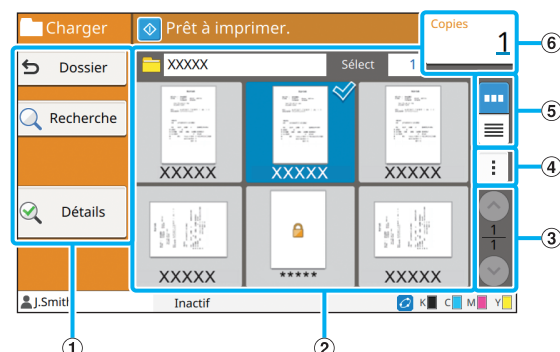 Charger
Prêt à imprimer.
Copies
1
⑥
Dossier
XXXXX
Sélect
1
⑤
Recherche
XXXXX
XXXXX
XXXXX
④
Détails
1
1
③
XXXXX
*****
XXXXX
J.Smith
Inactif
K
C
M
Y
①
②